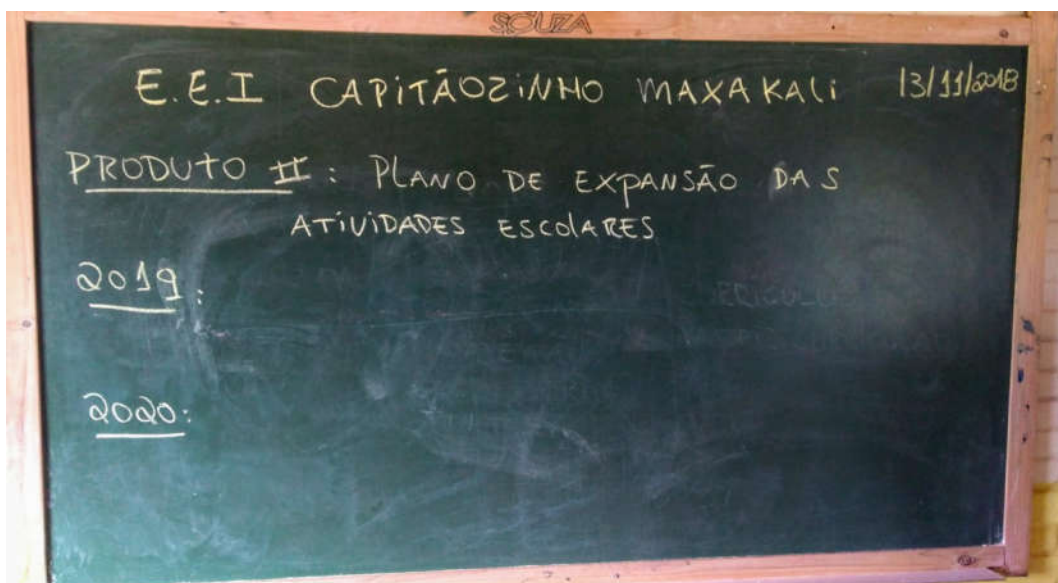 SOUZA
E.E.I CAPITÃOZINHO MAXAKALI 13/11/2018
PRODUTO II: PLANO DE EXPANSÃO DAS
ATIVIDADES ESCOLARES
2019:
2020: